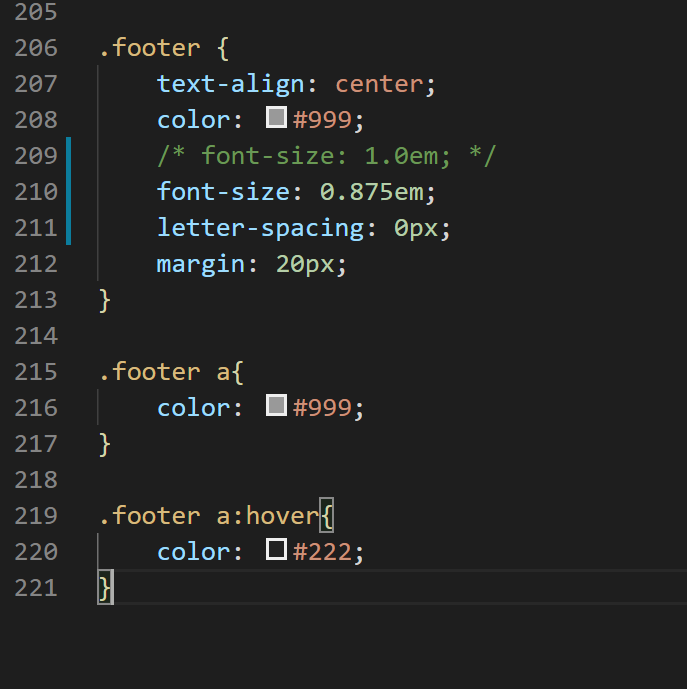 205
206 .footer {
207     text-align: center;
208     color: #999;
209     /* font-size: 1.0em; */
210     font-size: 0.875em;
211     letter-spacing: 0px;
212     margin: 20px;
213 }
214
215 .footer a{
216     color: #999;
217 }
218
219 .footer a:hover{
220     color: #222;
221 }